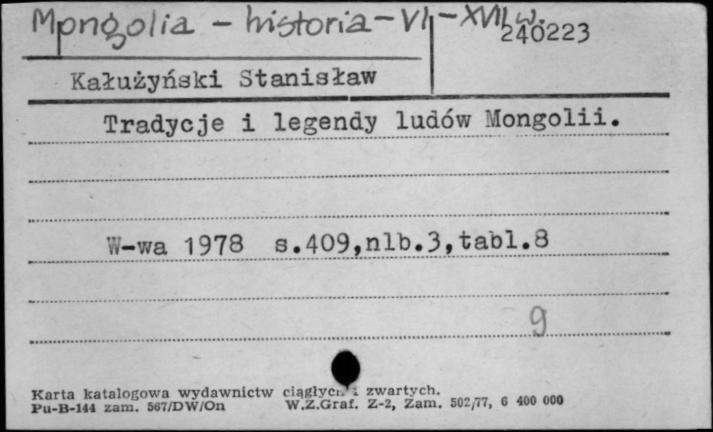 Mongolia - historia - VI - XVII w.
240223
Kałużyński Stanisław
Tradycje i legendy ludów Mongolii.
W-wa 1978 s.409,nlb.3,tabl.8
9
Karta katalogowa wydawnictw ciągłych i zwartych.
Pu-B-144 zam. 567/DW/On W.Z.Graf. Z-2, Zam. 502/77, 6 400 000